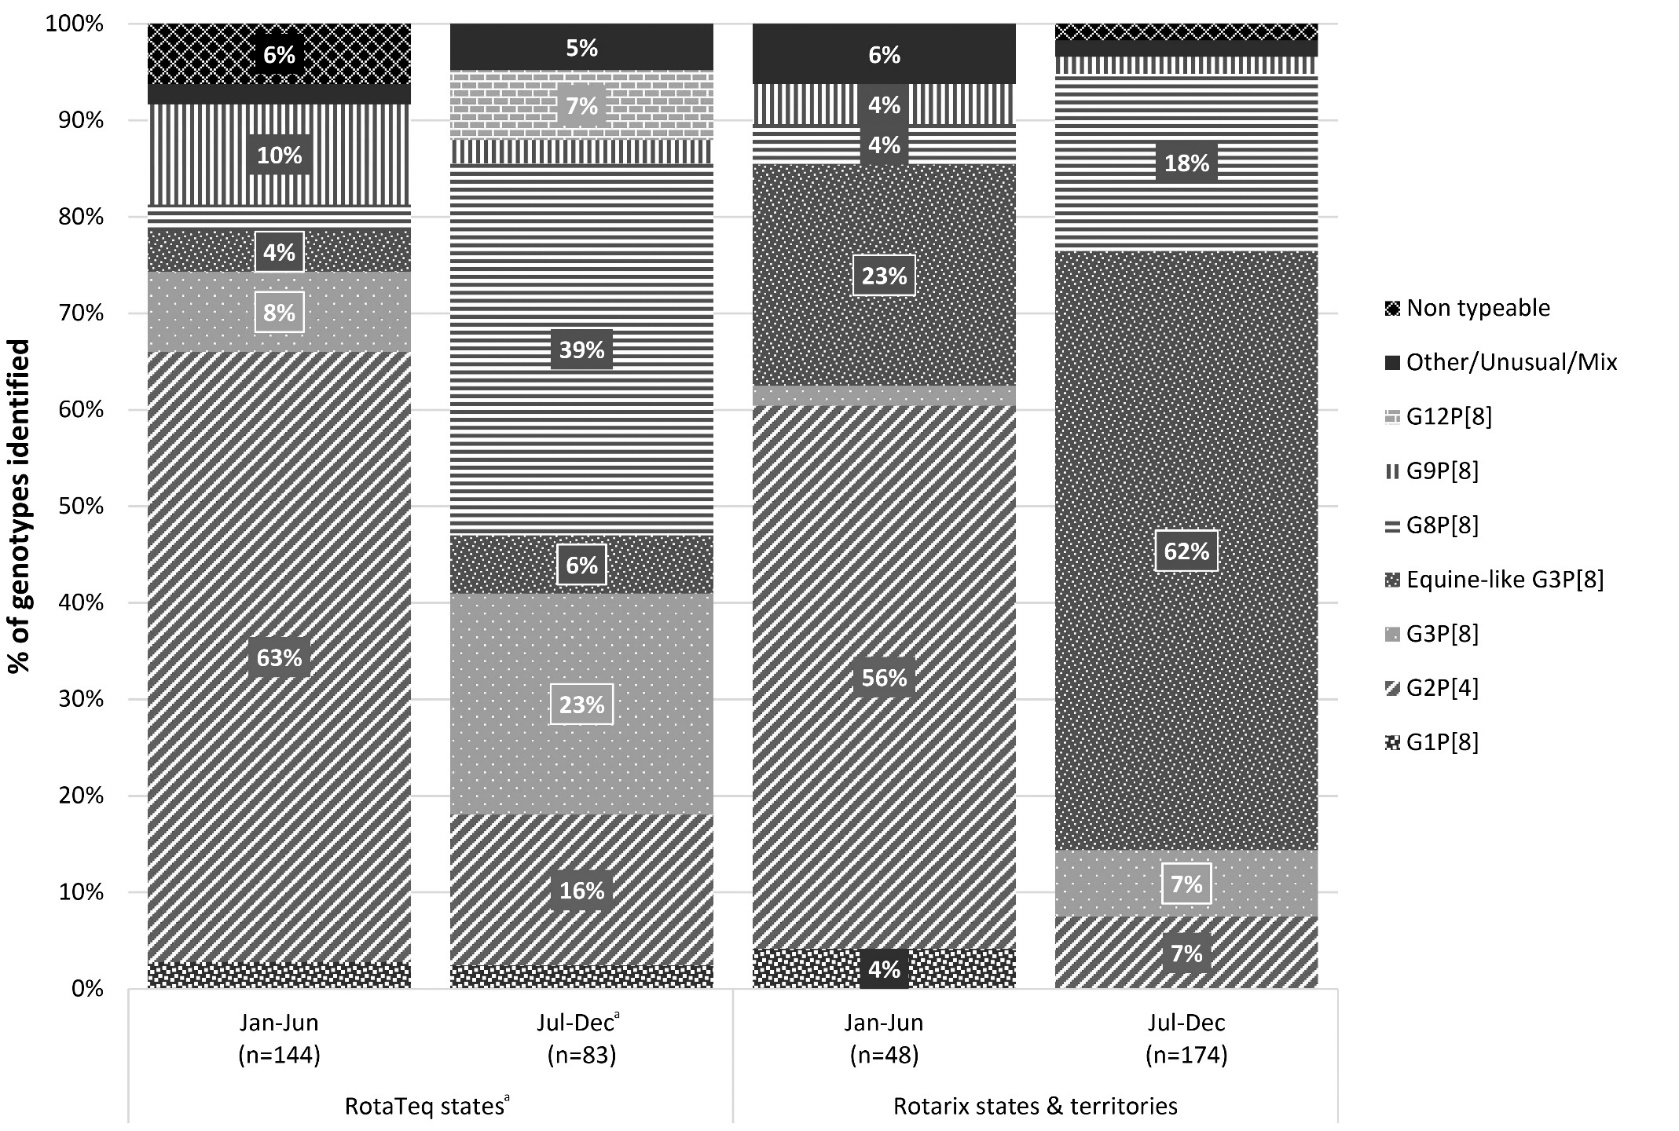 100%
90%
80%
70%
60%
50%
40%
30%
20%
10%
0%
% of genotypes identified
6%
10%
4%
8%
63%
5%
7%
39%
6%
23%
16%
6%
4%
4%
23%
56%
4%
18%
62%
7%
7%
Non typeable
Other/Unusual/Mix
G12P[8]
G9P[8]
G8P[8]
Equine-like G3P[8]
G3P[8]
G2P[4]
G1P[8]
Jan-Jun
(n=144)
Jul-Decᵃ
(n=83)
Jan-Jun
(n=48)
Jul-Dec
(n=174)
RotaTeq statesᵃ
Rotarix states & territories